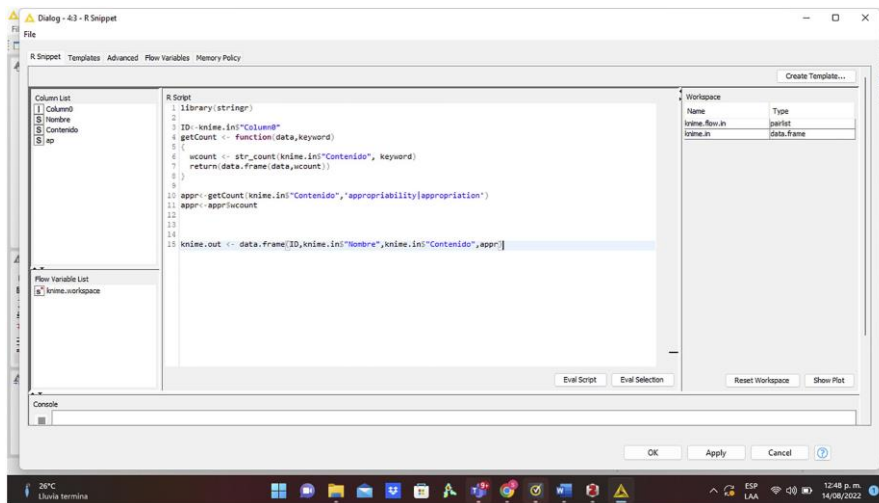 Dialog - 4:3 - R Snippet
File
R Snippet Templates Advanced Flow Variables Memory Policy
Create Template...
Column List
I Column0
S Nombre
S Contenido
S ap
Flow Variable List
s knime.workspace
R Script
1 library(stringr)
2
3 ID<-knime.in$"Column0"
4 getCount <- function(data,keyword)
5 {
6 wcount <- str_count(knime.in$"Contenido", keyword)
7 return(data.frame(data,wcount))
8 }
9
10 appr<-getCount(knime.in$"Contenido",'appropriability|appropriation')
11 appr<-appr$wcount
12
13
14
15 knime.out <- data.frame(ID,knime.in$"Nombre",knime.in$"Contenido",appr)
Eval Script Eval Selection
Workspace
Name Type
knime.flow.in pairlist
knime.in data.frame
Reset Workspace Show Plot
Console
OK Apply Cancel ?
26°C
Lluvia termina
ESP
LAA
12:48 p. m.
14/08/2022